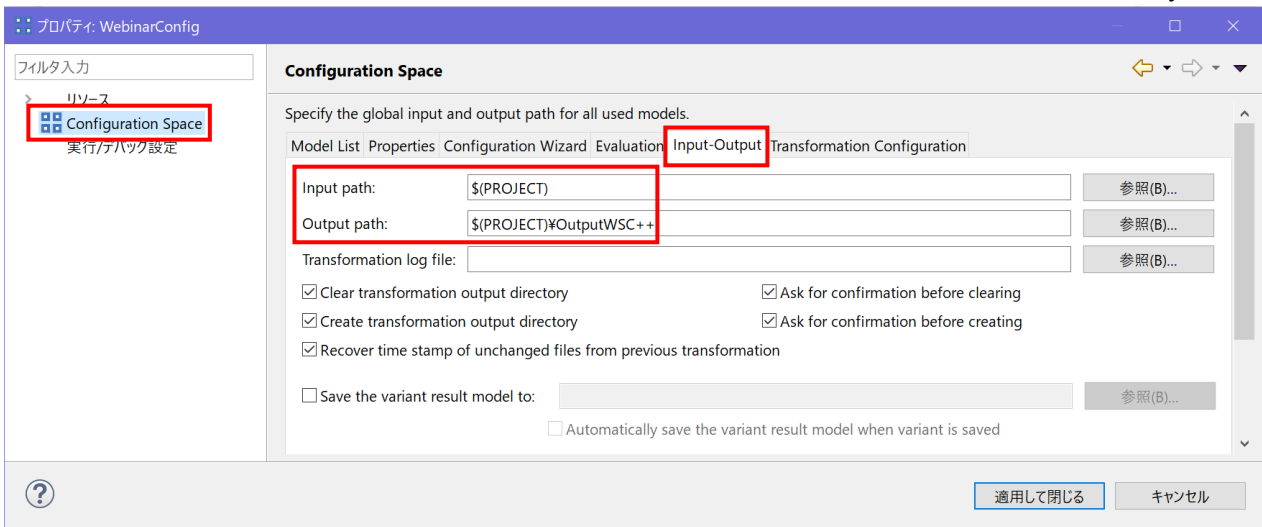 プロパティ: WebinarConfig
フィルタ入力
リソース
Configuration Space
実行/デバッグ設定
Configuration Space
Specify the global input and output path for all used models.
Model List Properties Configuration Wizard Evaluation Input-Output Transformation Configuration
Input path: $(PROJECT) 参照(B)...
Output path: $(PROJECT)¥OutputWSC++ 参照(B)...
Transformation log file: 参照(B)...
Clear transformation output directory Ask for confirmation before clearing
Create transformation output directory Ask for confirmation before creating
Recover time stamp of unchanged files from previous transformation
Save the variant result model to: 参照(B)...
Automatically save the variant result model when variant is saved
適用して閉じる キャンセル